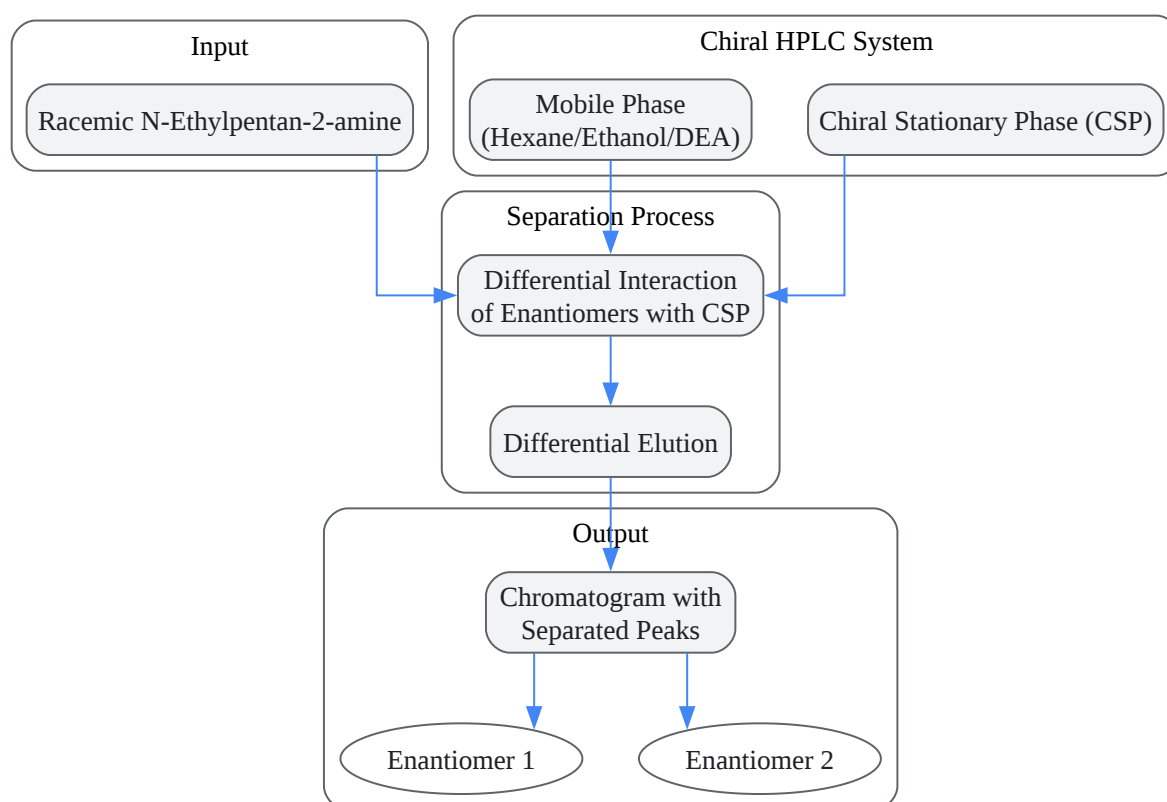 Input
Chiral HPLC System
Racemic N-Ethylpentan-2-amine
Mobile Phase
(Hexane/Ethanol/DEA)
Chiral Stationary Phase (CSP)
Separation Process
Differential Interaction
of Enantiomers with CSP
Differential Elution
Output
Chromatogram with
Separated Peaks
Enantiomer 1
Enantiomer 2